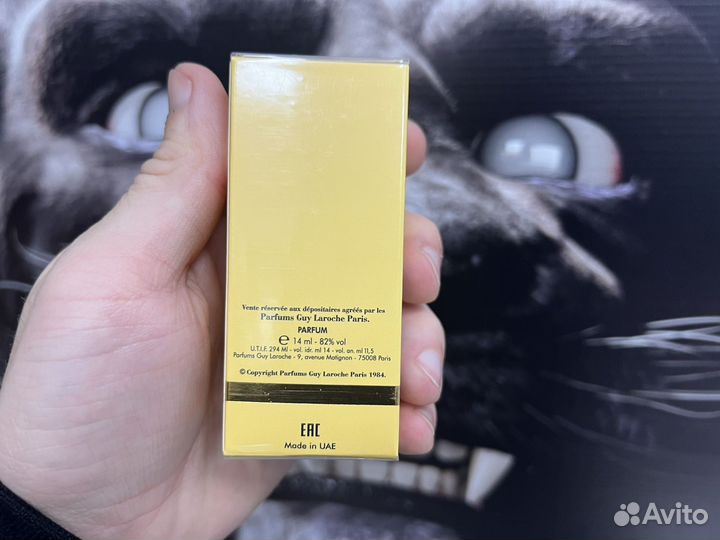 Vente réservée aux dépositaires agréés par les
Parfums Guy Laroche Paris.
PARFUM
℮ 14 ml - 82% vol
U.T.I.F. 294 MI - vol. idr. ml 14 - vol. an. ml 11,5
Parfums Guy Laroche - 9, avenue Matignon - 75008 Paris
© Copyright Parfums Guy Laroche Paris 1984.
EAC
Made in UAE
Avito